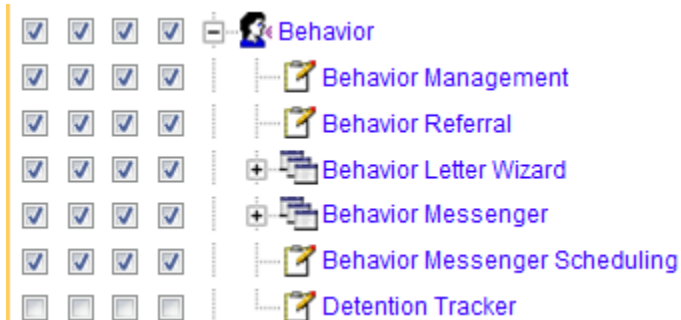 Behavior
Behavior Management
Behavior Referral
Behavior Letter Wizard
Behavior Messenger
Behavior Messenger Scheduling
Detention Tracker